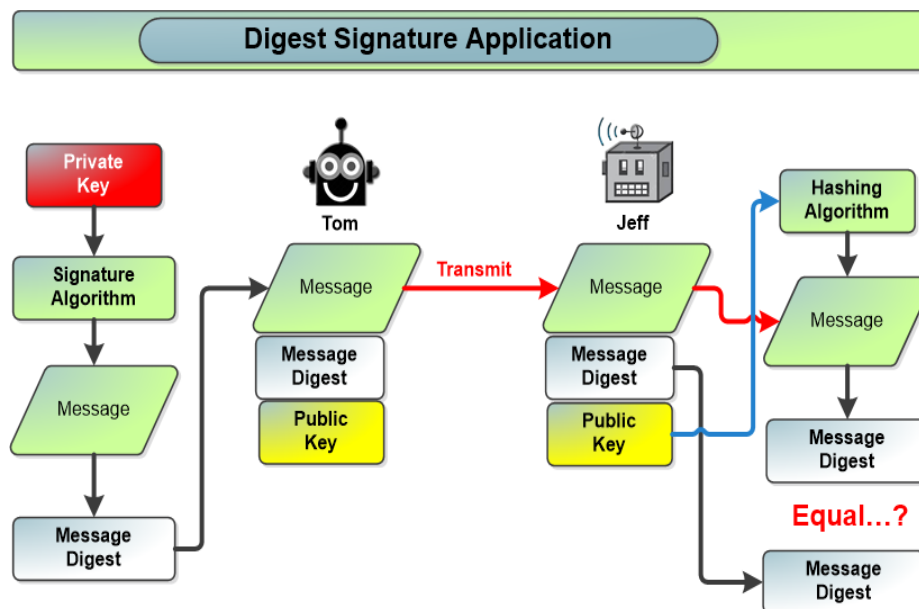 Digest Signature Application
Private
Key
Signature
Algorithm
Message
Message
Digest
Tom
Message
Message
Digest
Public
Key
Transmit
Jeff
Message
Message
Digest
Public
Key
Hashing
Algorithm
Message
Message
Digest
Equal...?
Message
Digest